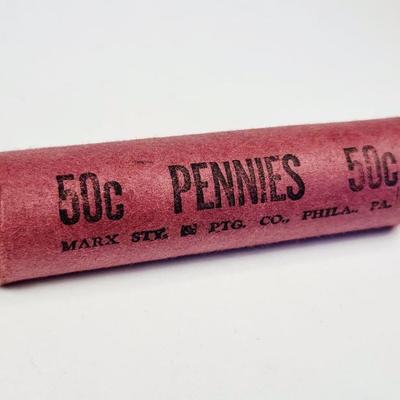 50c PENNIES 50c
MARX STY. & PTG. CO., PHILA., PA.